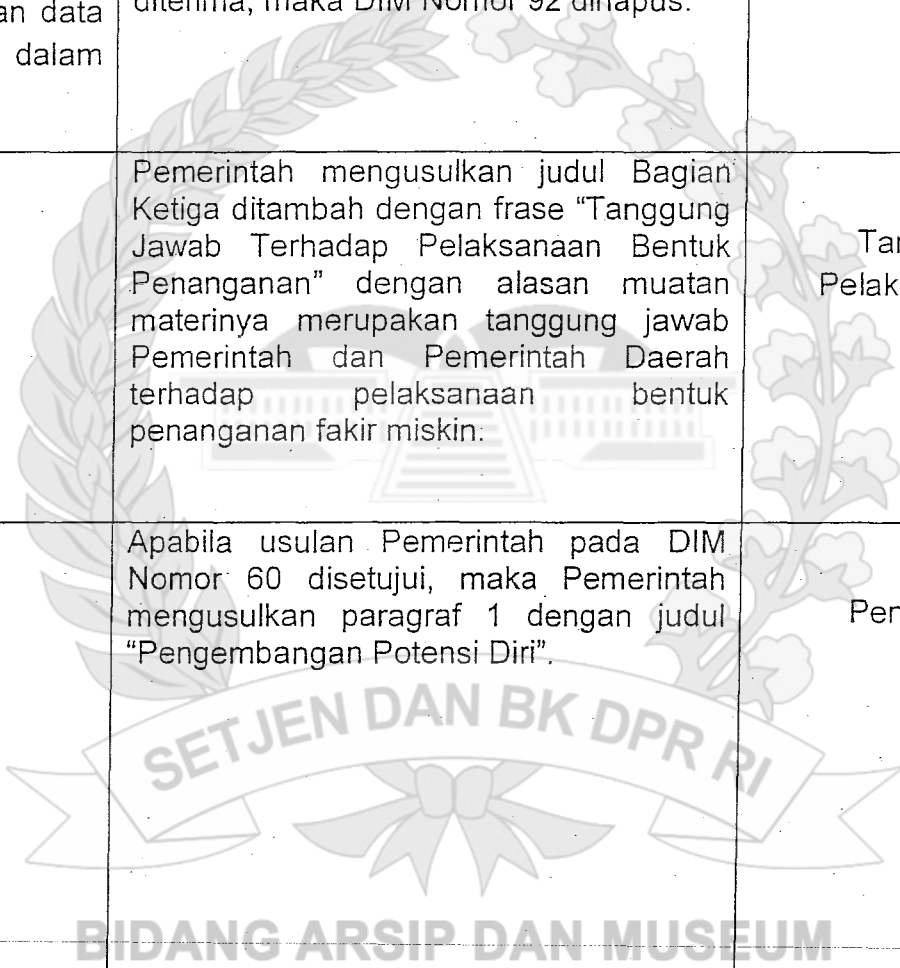 an data
dalam
diterima, maka DIM Nomor 92 dihapus.
Pemerintah mengusulkan judul Bagian
Ketiga ditambah dengan frase “Tanggung
Jawab Terhadap Pelaksanaan Bentuk
Penanganan” dengan alasan muatan
materinya merupakan tanggung jawab
Pemerintah dan Pemerintah Daerah
terhadap pelaksanaan bentuk
penanganan fakir miskin.
Tar
Pelak
Apabila usulan Pemerintah pada DIM
Nomor 60 disetujui, maka Pemerintah
mengusulkan paragraf 1 dengan judul
“Pengembangan Potensi Diri”.
Per
SETJEN DAN BK DPR RI
BIDANG ARSIP DAN MUSEUM